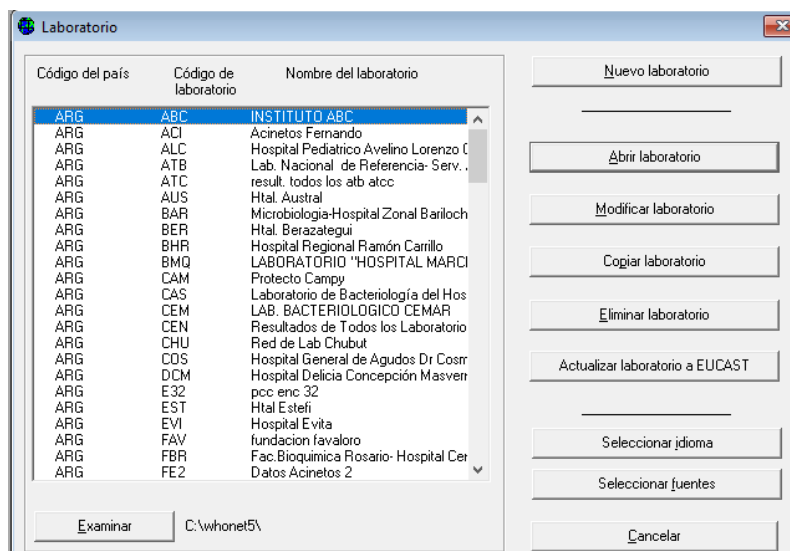 Laboratorio
Código del país Código de laboratorio Nombre del laboratorio
ARG ABC INSTITUTO ABC
ARG ACI Acinetos Fernando
ARG ALC Hospital Pediatrico Avelino Lorenzo
ARG ATB Lab. Nacional de Referencia- Serv.
ARG ATC result. todos los atb atcc
ARG AUS Htal. Austral
ARG BAR Microbiologia-Hospital Zonal Bariloch
ARG BER Htal. Berazategui
ARG BHR Hospital Regional Ramón Carrillo
ARG BMQ LABORATORIO "HOSPITAL MARCI
ARG CAM Protecto Campy
ARG CAS Laboratorio de Bacteriología del Hos
ARG CEM LAB. BACTERIOLOGICO CEMAR
ARG CEN Resultados de Todos los Laboratorio
ARG CHU Red de Lab Chubut
ARG COS Hospital General de Agudos Dr Cosm
ARG DCM Hospital Delicia Concepción Masverr
ARG E32 pcc enc 32
ARG EST Htal Estefi
ARG EVI Hospital Evita
ARG FAV fundacion favaloro
ARG FBR Fac.Bioquimica Rosario- Hospital Cer
ARG FE2 Datos Acinetos 2
Examinar C:\whonet5\
Nuevo laboratorio
Abrir laboratorio
Modificar laboratorio
Copiar laboratorio
Eliminar laboratorio
Actualizar laboratorio a EUCAST
Seleccionar idioma
Seleccionar fuentes
Cancelar